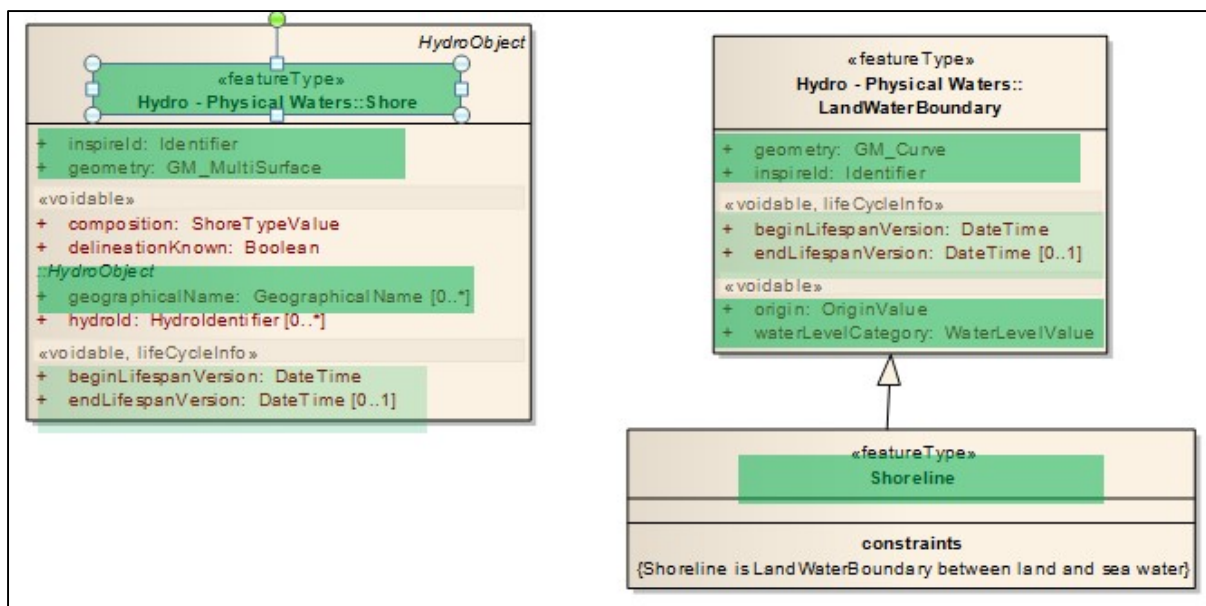 HydroObject
«featureType»
Hydro - Physical Waters::Shore
+ inspireId: Identifier
+ geometry: GM_MultiSurface
«voidable»
+ composition: ShoreTypeValue
+ delineationKnown: Boolean
::HydroObject
+ geographicalName: GeographicalName [0..*]
+ hydroId: HydroIdentifier [0..*]
«voidable, lifeCycleInfo»
+ beginLifespanVersion: DateTime
+ endLifespanVersion: DateTime [0..1]
«featureType»
Hydro - Physical Waters::
LandWaterBoundary
+ geometry: GM_Curve
+ inspireId: Identifier
«voidable, lifeCycleInfo»
+ beginLifespanVersion: DateTime
+ endLifespanVersion: DateTime [0..1]
«voidable»
+ origin: OriginValue
+ waterLevelCategory: WaterLevelValue
«featureType»
Shoreline
constraints
{Shoreline is LandWaterBoundary between land and sea water}